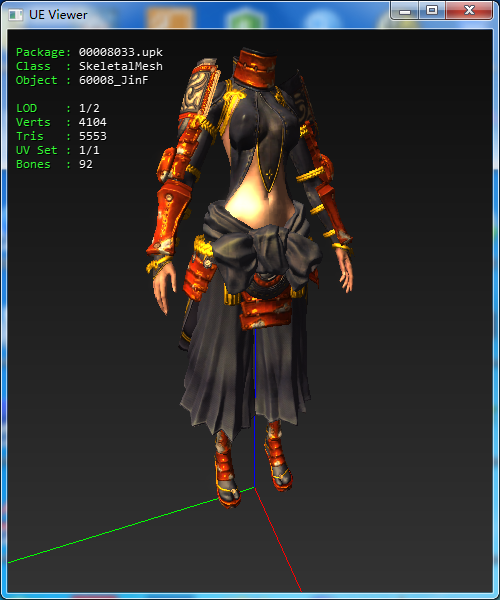 UE Viewer
Package: 00008033.upk
Class : SkeletalMesh
Object : 60008_JinF
LOD : 1/2
Verts : 4104
Tris : 5553
UV Set : 1/1
Bones : 92